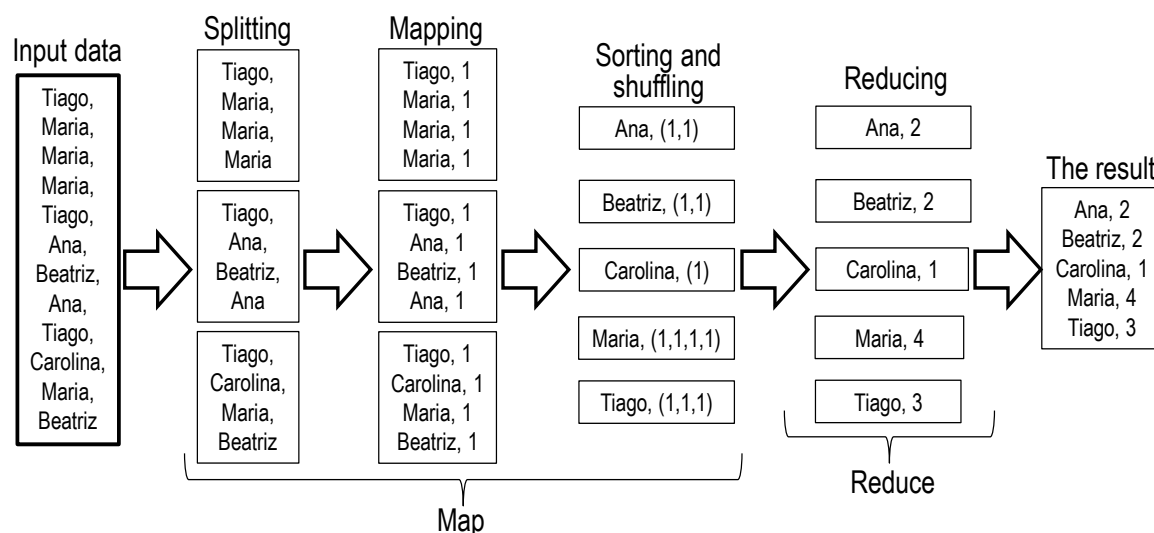 Input data
Tiago,
Maria,
Maria,
Maria,
Tiago,
Ana,
Beatriz,
Ana,
Tiago,
Carolina,
Maria,
Beatriz
Splitting
Tiago,
Maria,
Maria,
Maria
Tiago,
Ana,
Beatriz,
Ana
Tiago,
Carolina,
Maria,
Beatriz
Mapping
Tiago, 1
Maria, 1
Maria, 1
Maria, 1
Tiago, 1
Ana, 1
Beatriz, 1
Ana, 1
Tiago, 1
Carolina, 1
Maria, 1
Beatriz, 1
Sorting and
shuffling
Ana, (1,1)
Beatriz, (1,1)
Carolina, (1)
Maria, (1,1,1,1)
Tiago, (1,1,1)
Map
Reducing
Ana, 2
Beatriz, 2
Carolina, 1
Maria, 4
Tiago, 3
Reduce
The result
Ana, 2
Beatriz, 2
Carolina, 1
Maria, 4
Tiago, 3